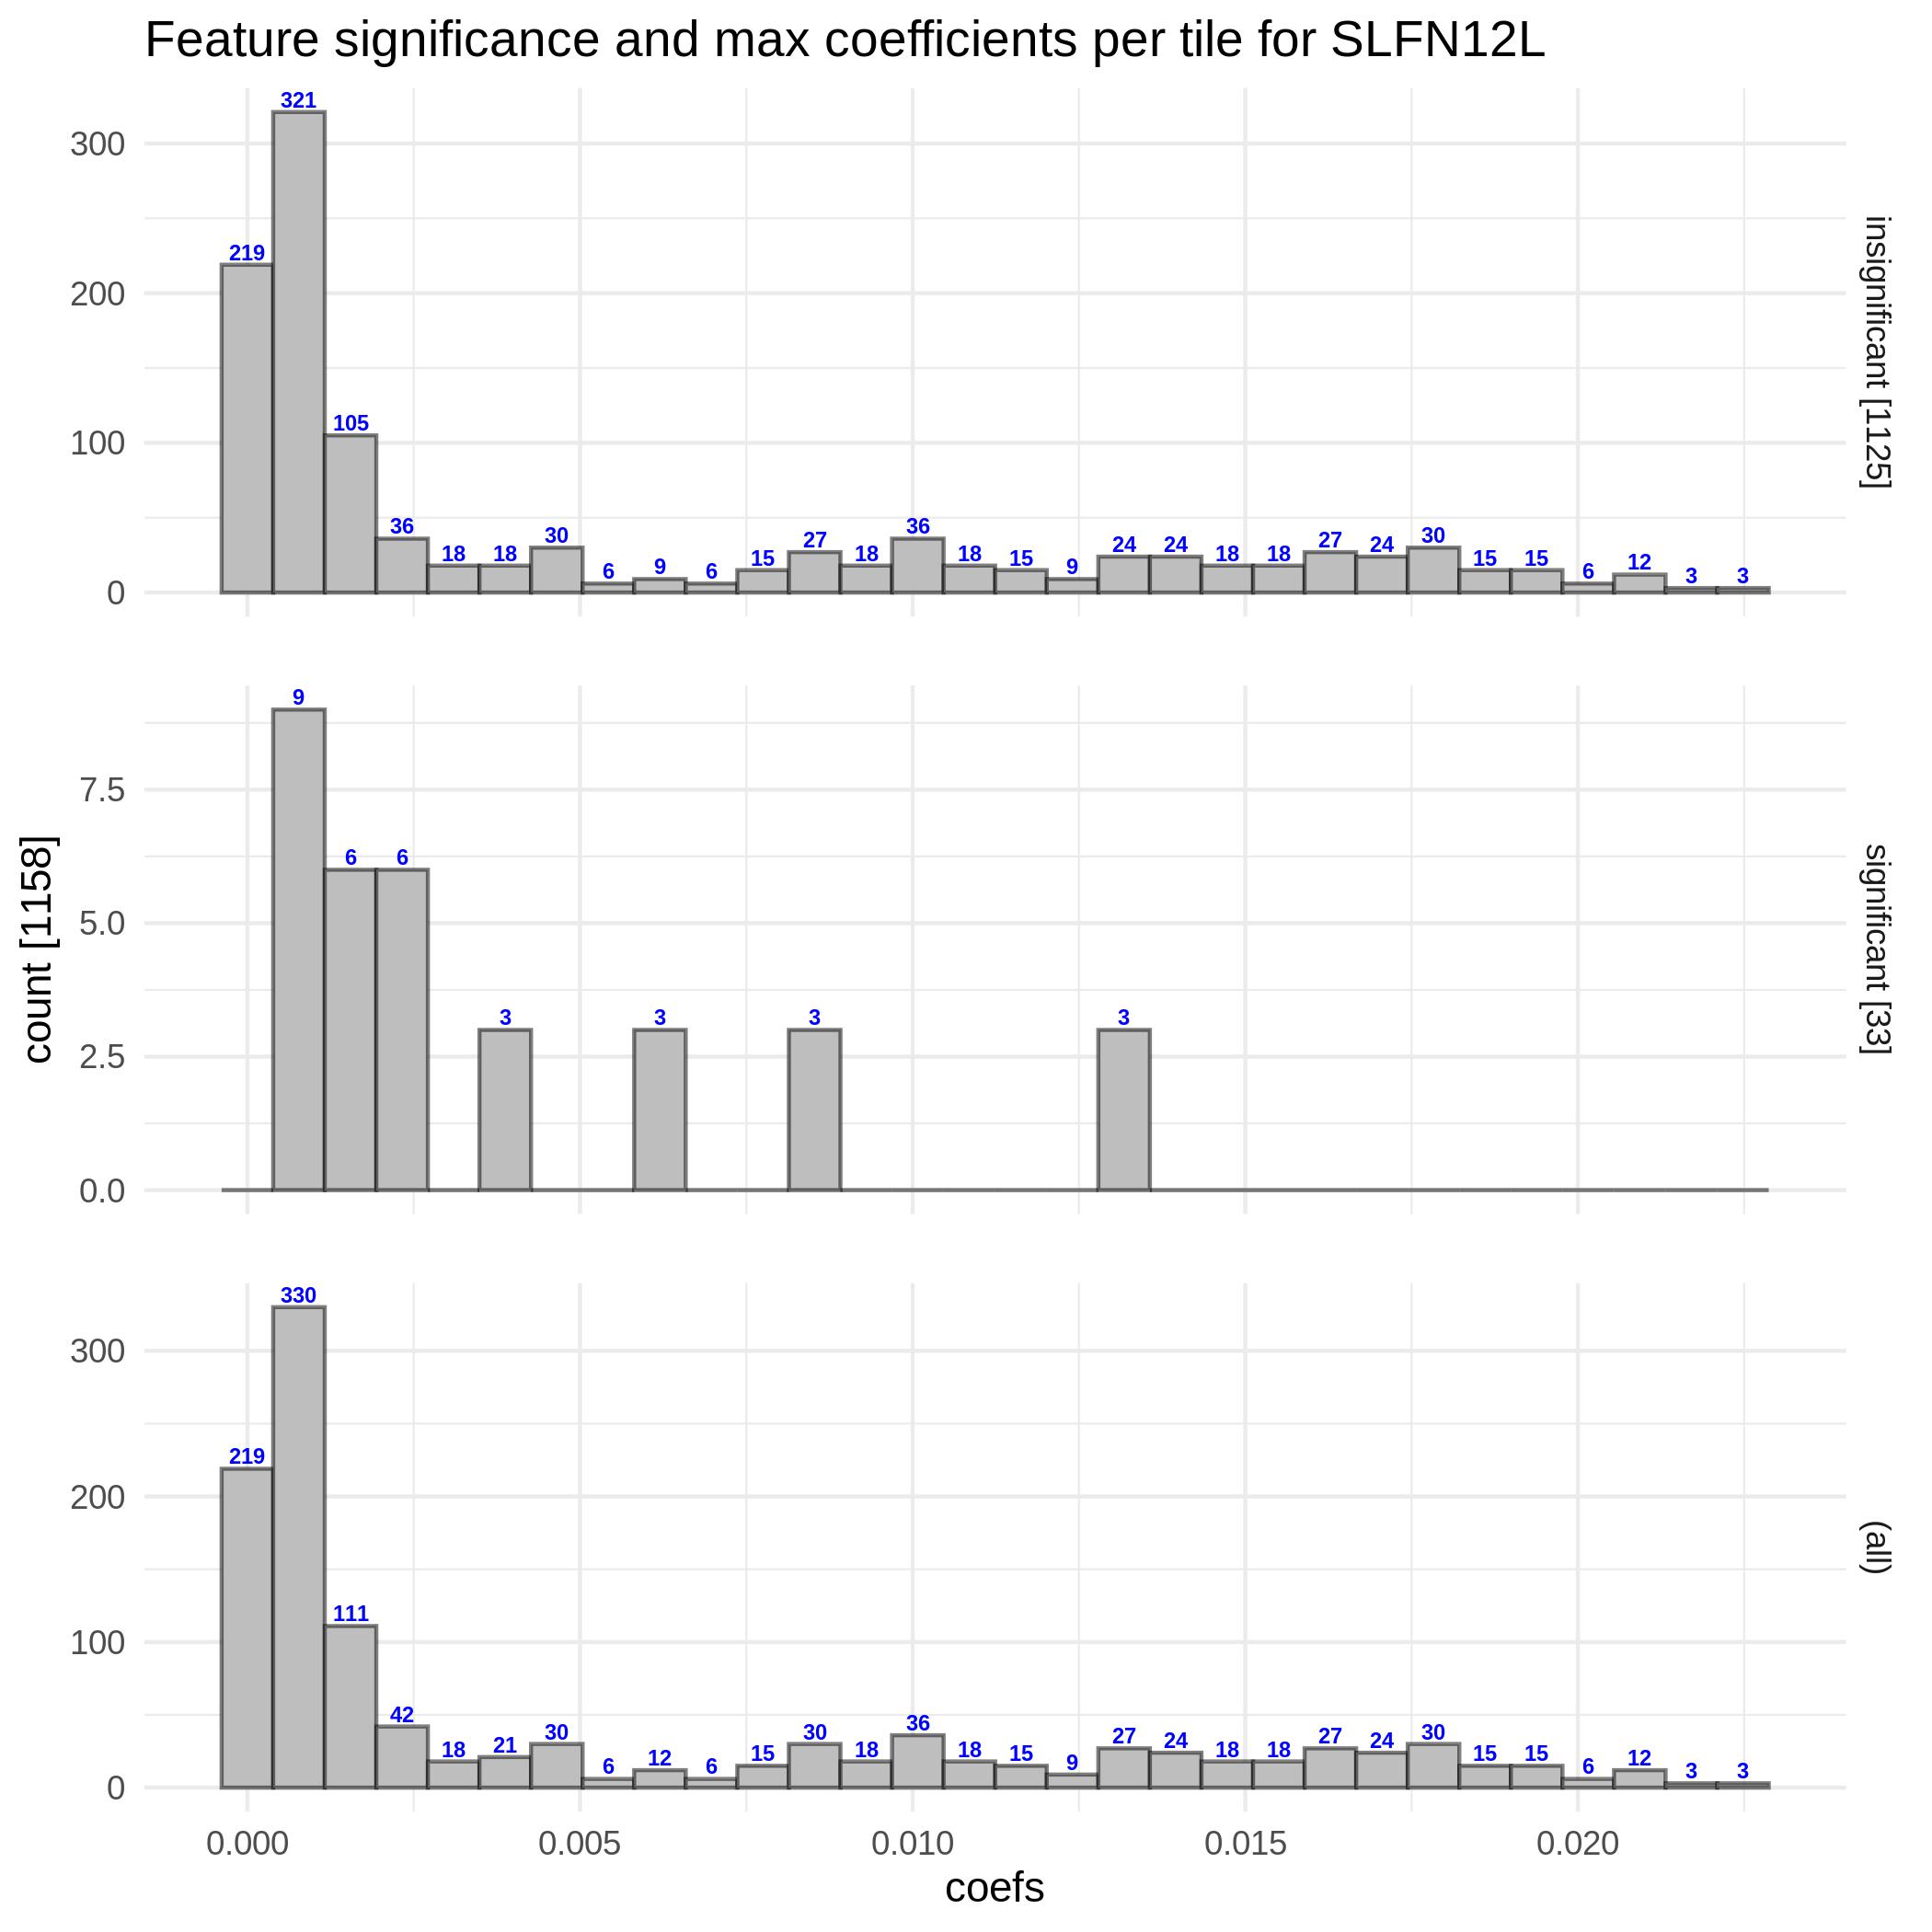 Feature significance and max coefficients per tile for SLFN12L
321
300
219
200
105
100
36 18 18 30 6 9 6 15 27 18 36 18 15 9 24 24 18 18 27 24 30 15 15 6 12 3 3
0
insignificant [1125]
9
7.5
6 6
5.0
3 3 3 3
2.5
0.0
significant [33]
count [1158]
330
300
219
200
111
100
42 18 21 30 6 12 6 15 30 18 36 18 15 9 27 24 18 18 27 24 30 15 15 6 12 3 3
0
(all)
0.000 0.005 0.010 0.015 0.020
coefs